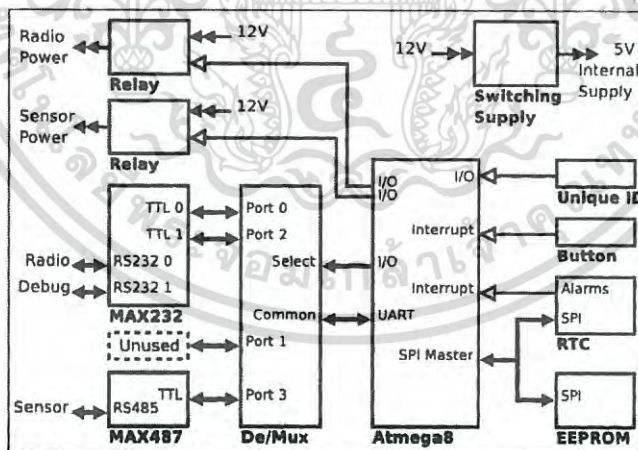 Radio Power
12V
Relay
Sensor Power
12V
Relay
12V
5V
Internal Supply
Switching Supply
TTL 0
TTL 1
Radio
RS232 0
Debug
RS232 1
MAX232
Unused
Sensor
TTL
RS485
MAX487
Port 0
Port 2
Select
Common
Port 1
Port 3
De/Mux
I/O
I/O
I/O
Interrupt
I/O
Interrupt
UART
SPI Master
Atmega8
Unique ID
Button
Alarms
SPI
RTC
SPI
EEPROM